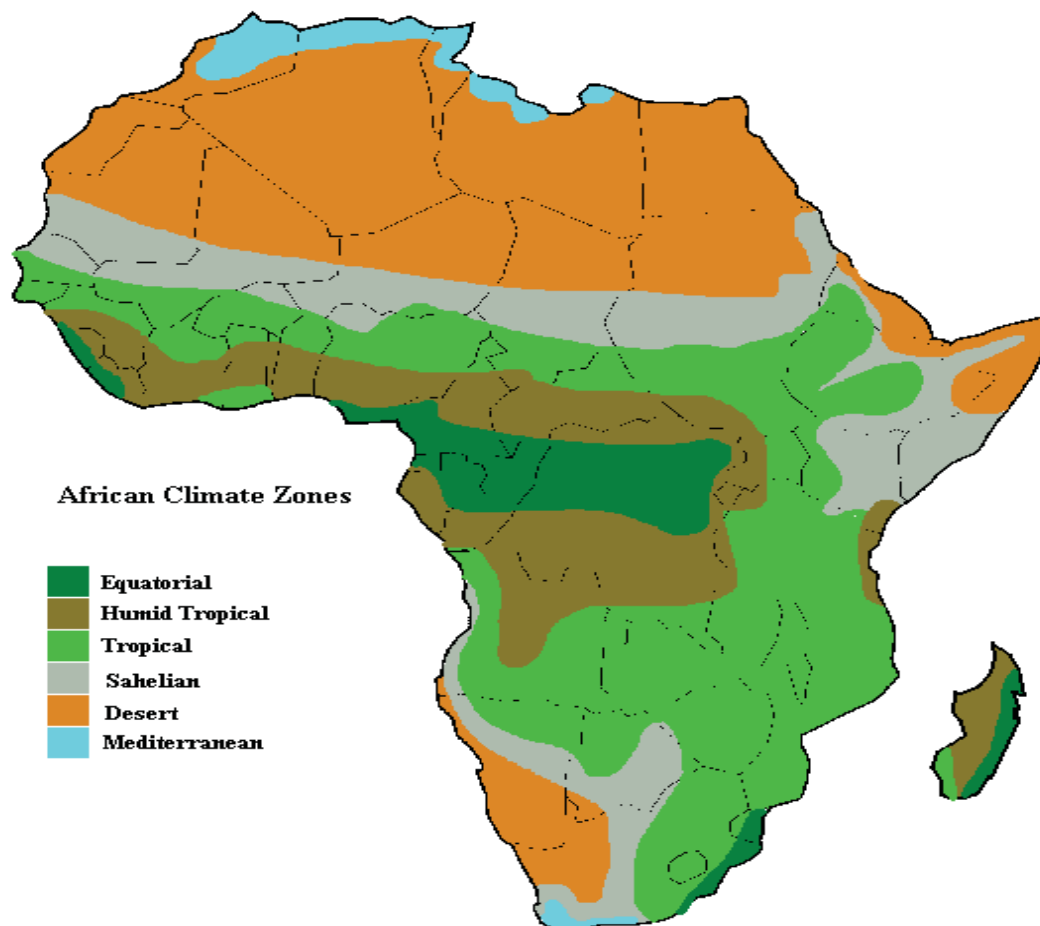 African Climate Zones
Equatorial
Humid Tropical
Tropical
Sahelian
Desert
Mediterranean